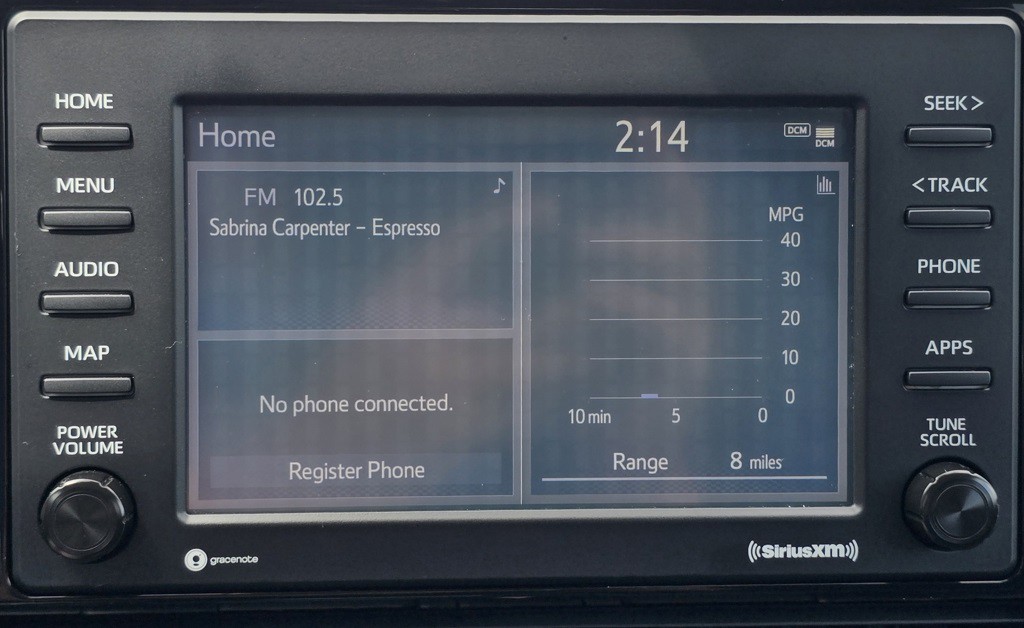 HOME
MENU
AUDIO
MAP
POWER
VOLUME
Home
2:14
DCM
DCM
FM 102.5
Sabrina Carpenter – Espresso
No phone connected.
Register Phone
MPG
40
30
20
10
0
10 min 5 0
Range 8 miles
SEEK >
< TRACK
PHONE
APPS
TUNE
SCROLL
gracenote
((SiriusXM))